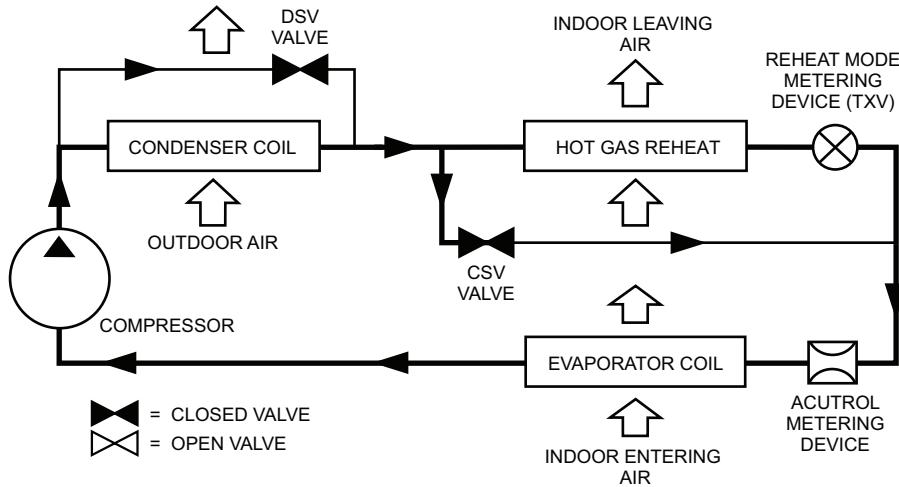 DSV
VALVE
INDOOR LEAVING
AIR
REHEAT MODE
METERING
DEVICE (TXV)
CONDENSER COIL
HOT GAS REHEAT
OUTDOOR AIR
CSV
VALVE
COMPRESSOR
EVAPORATOR COIL
= CLOSED VALVE
= OPEN VALVE
ACUTROL
METERING
DEVICE
INDOOR ENTERING
AIR